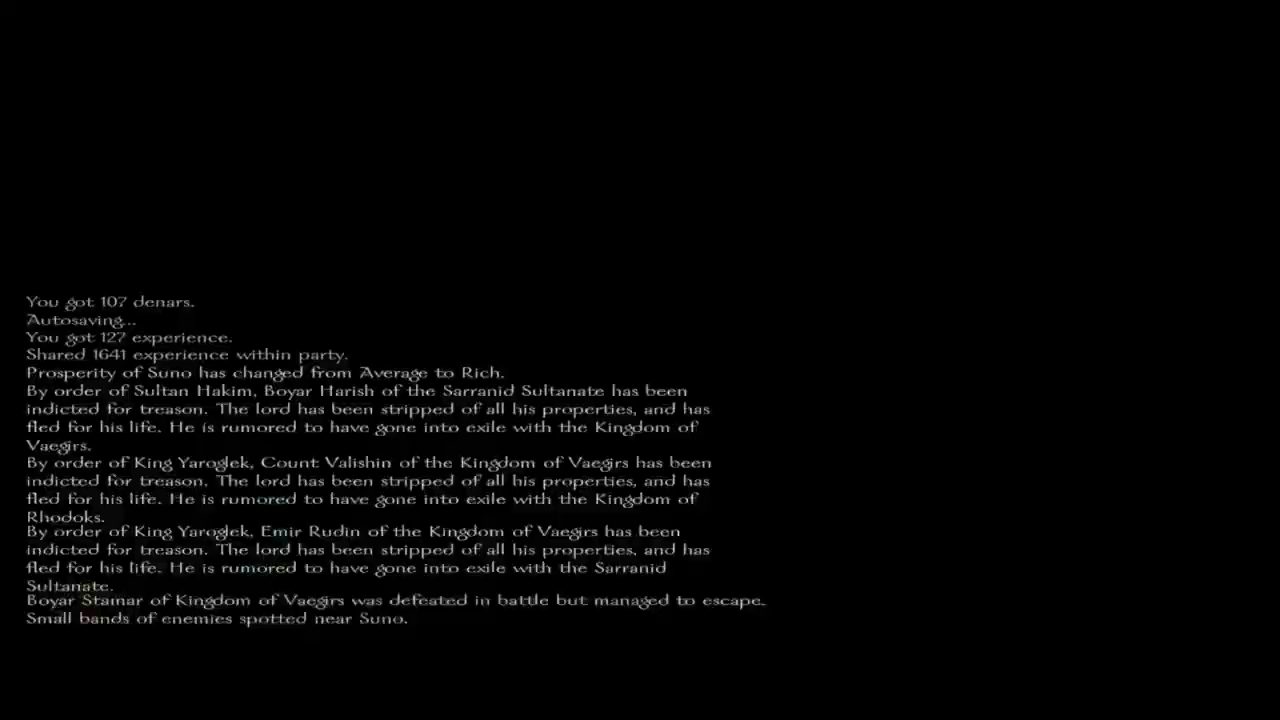 You got 107 denars.
Autosaving...
You got 127 experience.
Shared 1641 experience within party.
Prosperity of Suno has changed from Average to Rich.
By order of Sultan Hakim, Boyar Harish of the Sarranid Sultanate has been
indicted for treason. The lord has been stripped of all his properties, and has
fled for his life. He is rumored to have gone into exile with the Kingdom of
Vaegirs.
By order of King Yaroglek, Count Valishin of the Kingdom of Vaegirs has been
indicted for treason. The lord has been stripped of all his properties, and has
fled for his life. He is rumored to have gone into exile with the Kingdom of
Rhodoks.
By order of King Yaroglek, Emir Rudin of the Kingdom of Vaegirs has been
indicted for treason. The lord has been stripped of all his properties, and has
fled for his life. He is rumored to have gone into exile with the Sarranid
Sultanate.
Boyar Stamar of Kingdom of Vaegirs was defeated in battle but managed to escape.
Small bands of enemies spotted near Suno.